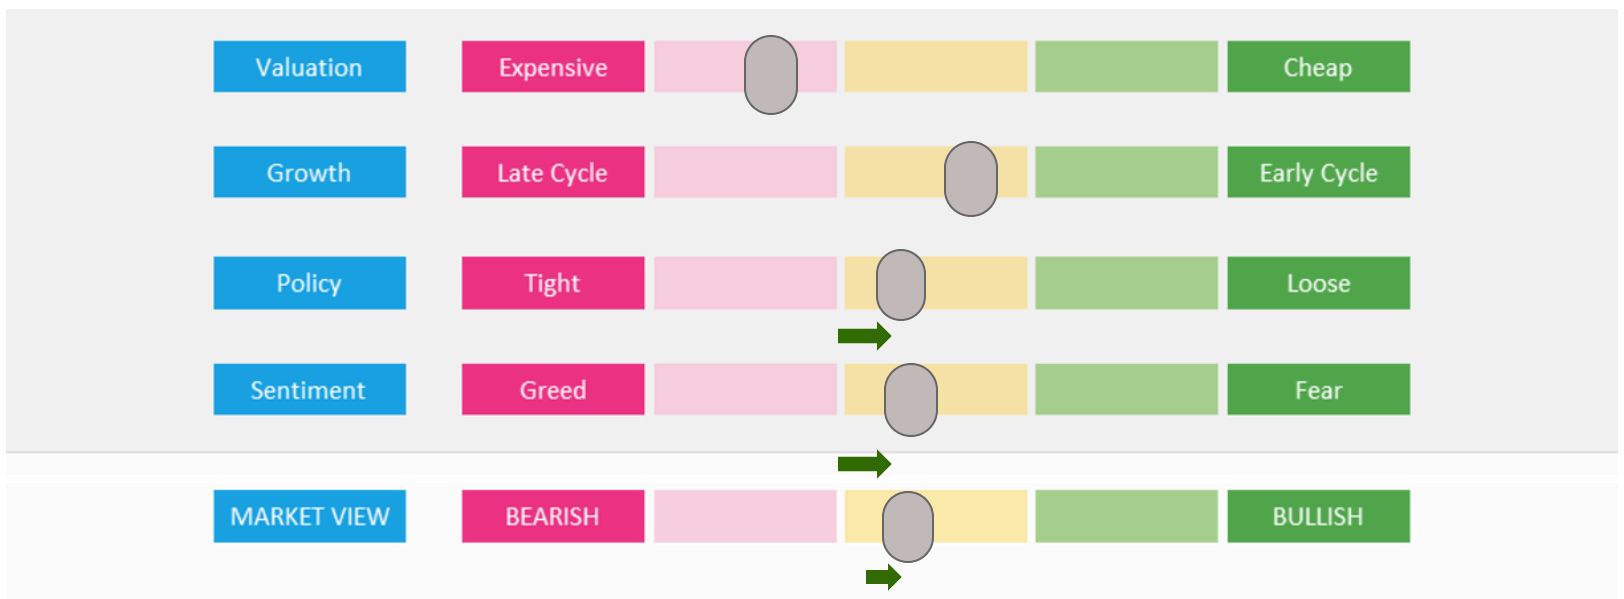 Valuation Expensive Cheap
Growth Late Cycle Early Cycle
Policy Tight Loose
Sentiment Greed Fear
MARKET VIEW BEARISH BULLISH